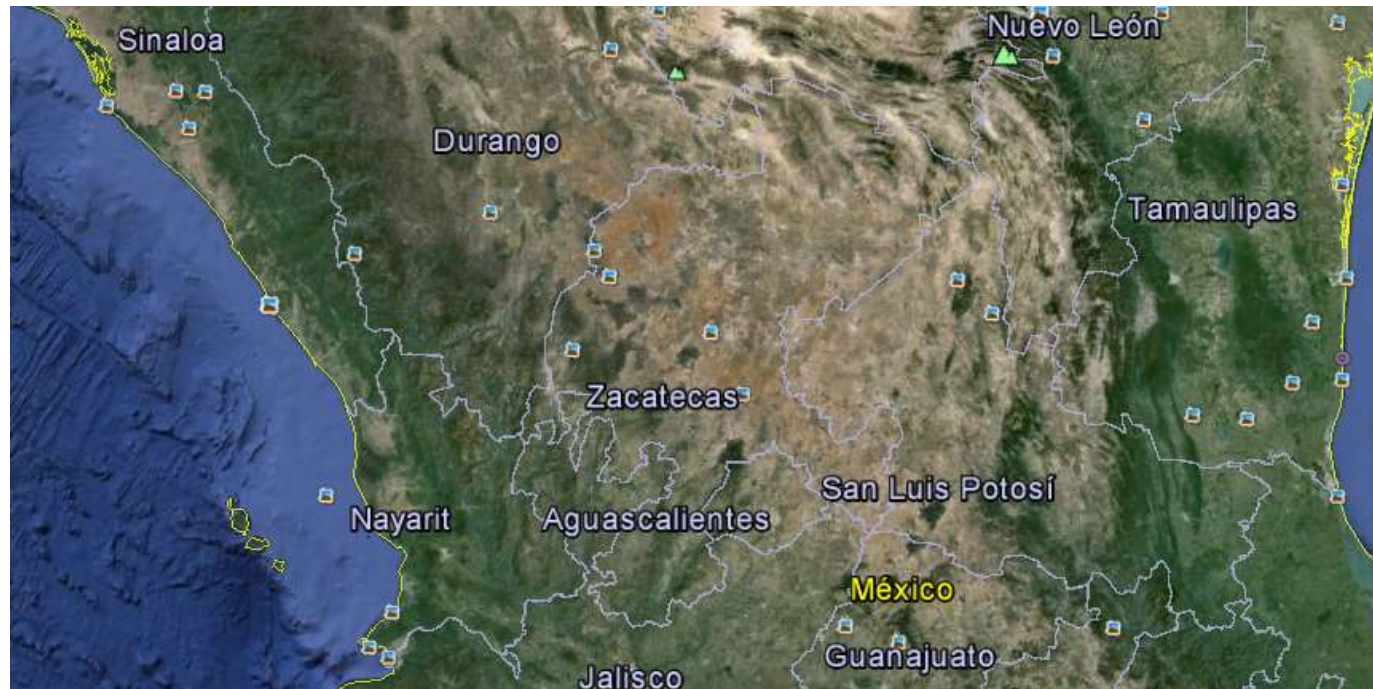 Nuevo León
Sinaloa
Durango
Tamaulipas
Zacatecas
San Luis Potosí
Nayarit
Aguascalientes
México
Guanajuato
Jalisco